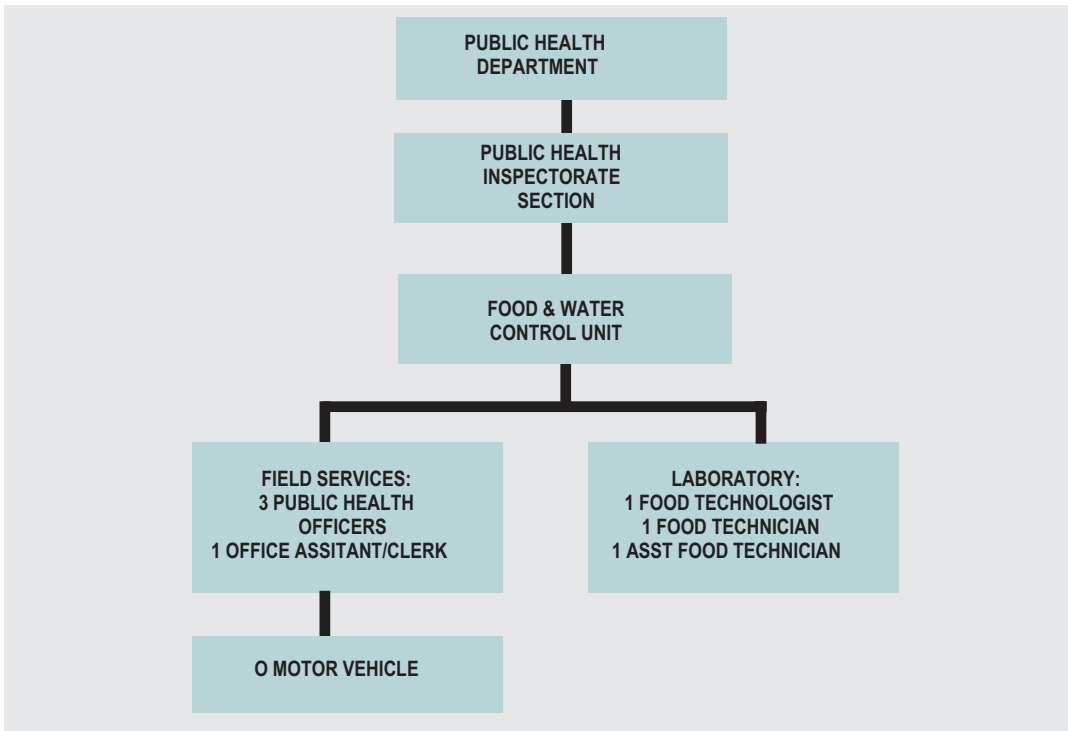 PUBLIC HEALTH
DEPARTMENT
PUBLIC HEALTH
INSPECTORATE
SECTION
FOOD & WATER
CONTROL UNIT
FIELD SERVICES:
3 PUBLIC HEALTH
OFFICERS
1 OFFICE ASSITANT/CLERK
LABORATORY:
1 FOOD TECHNOLOGIST
1 FOOD TECHNICIAN
1 ASST FOOD TECHNICIAN
O MOTOR VEHICLE